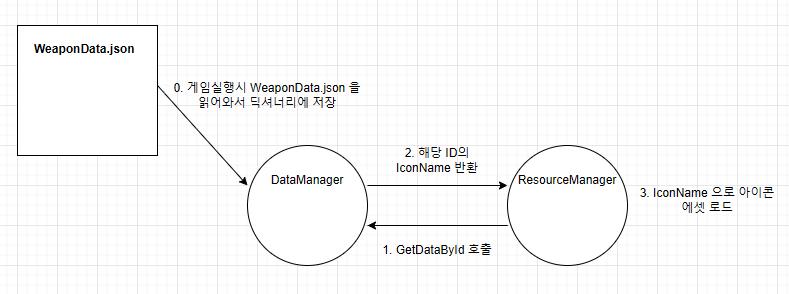 WeaponData.json
0. 게임실행시 WeaponData.json 을
읽어와서 딕셔너리에 저장
2. 해당 ID의
IconName 반환
DataManager
ResourceManager
3. IconName 으로 아이콘
에셋 로드
1. GetDataById 호출